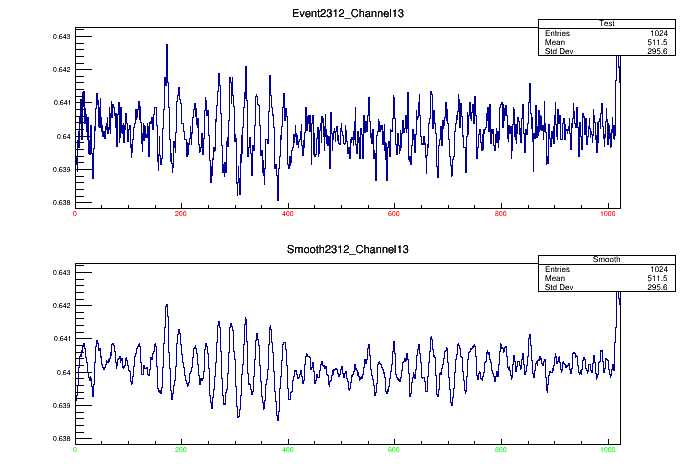 Event2312_Channel13
Test
Entries 1024
Mean 511.5
Std Dev 295.6
0.643
0.642
0.641
0.64
0.639
0.638
0 200 400 600 800 1000
Smooth2312_Channel13
Smooth
Entries 1024
Mean 511.5
Std Dev 295.6
0.643
0.642
0.641
0.64
0.639
0.638
0 200 400 600 800 1000